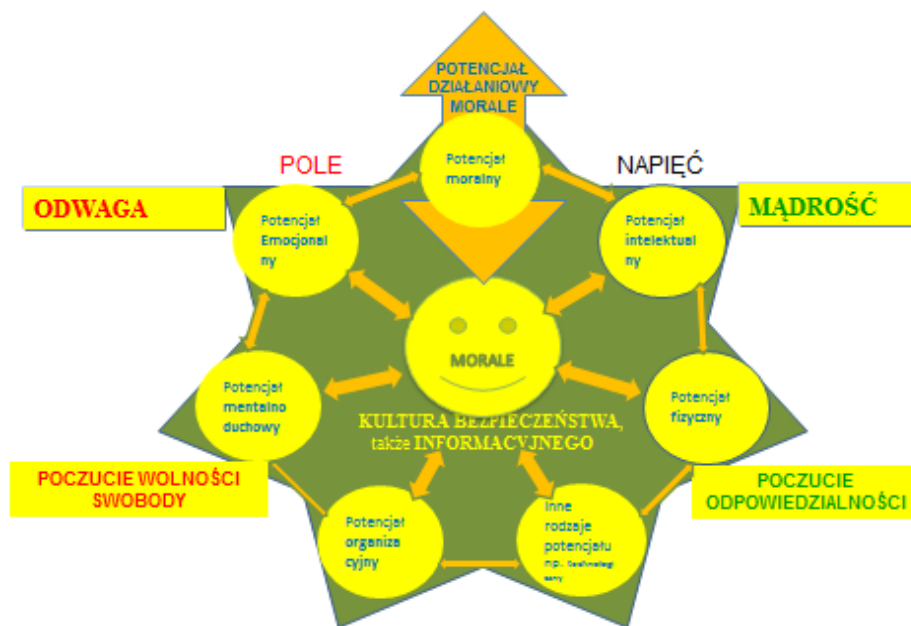 POTENCJAŁ
DZIAŁANIOWY
MORALE
POLE
Potencjał
moralny
NAPIĘĆ
ODWAGA
Potencjał
Emocjonal
ny
Potencjał
intelektual
ny
MĄDROŚĆ
MORALE
Potencjał
mentalno
duchowy
Potencjał
fizyczny
KULTURA BEZPIECZEŃSTWA,
także INFORMACYJNEGO
POCZUCIE WOLNOŚCI
SWOBODY
POCZUCIE
ODPOWIEDZIALNOŚCI
Potencjał
organiza
cyjny
Inne
rodzaje
potencjału
np. technologi